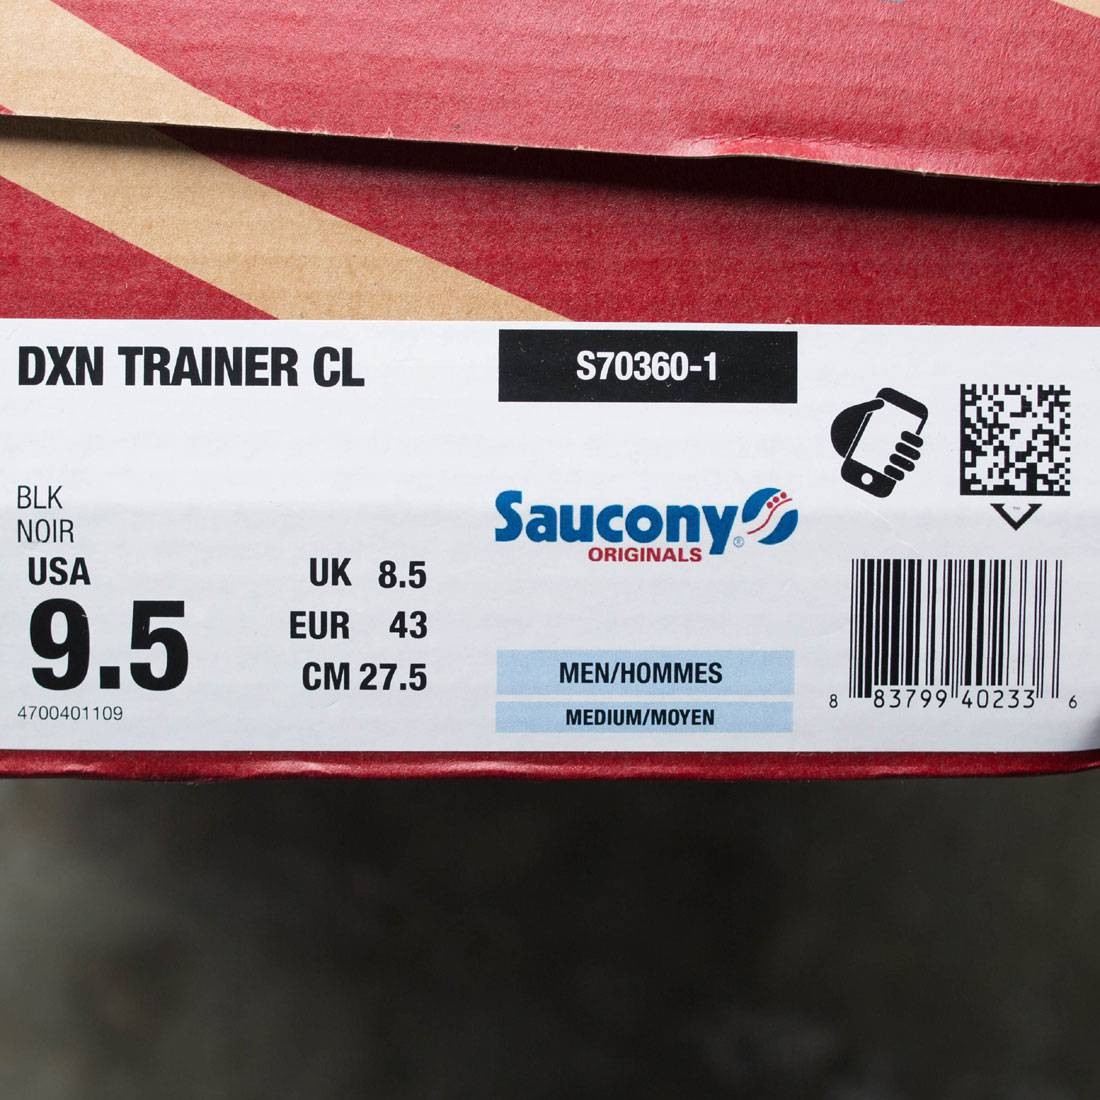 DXN TRAINER CL
S70360-1
BLK
NOIR
USA
9.5
UK 8.5
EUR 43
CM 27.5
4700401109
Saucony®
ORIGINALS
MEN/HOMMES
MEDIUM/MOYEN
8 83799 40233 6